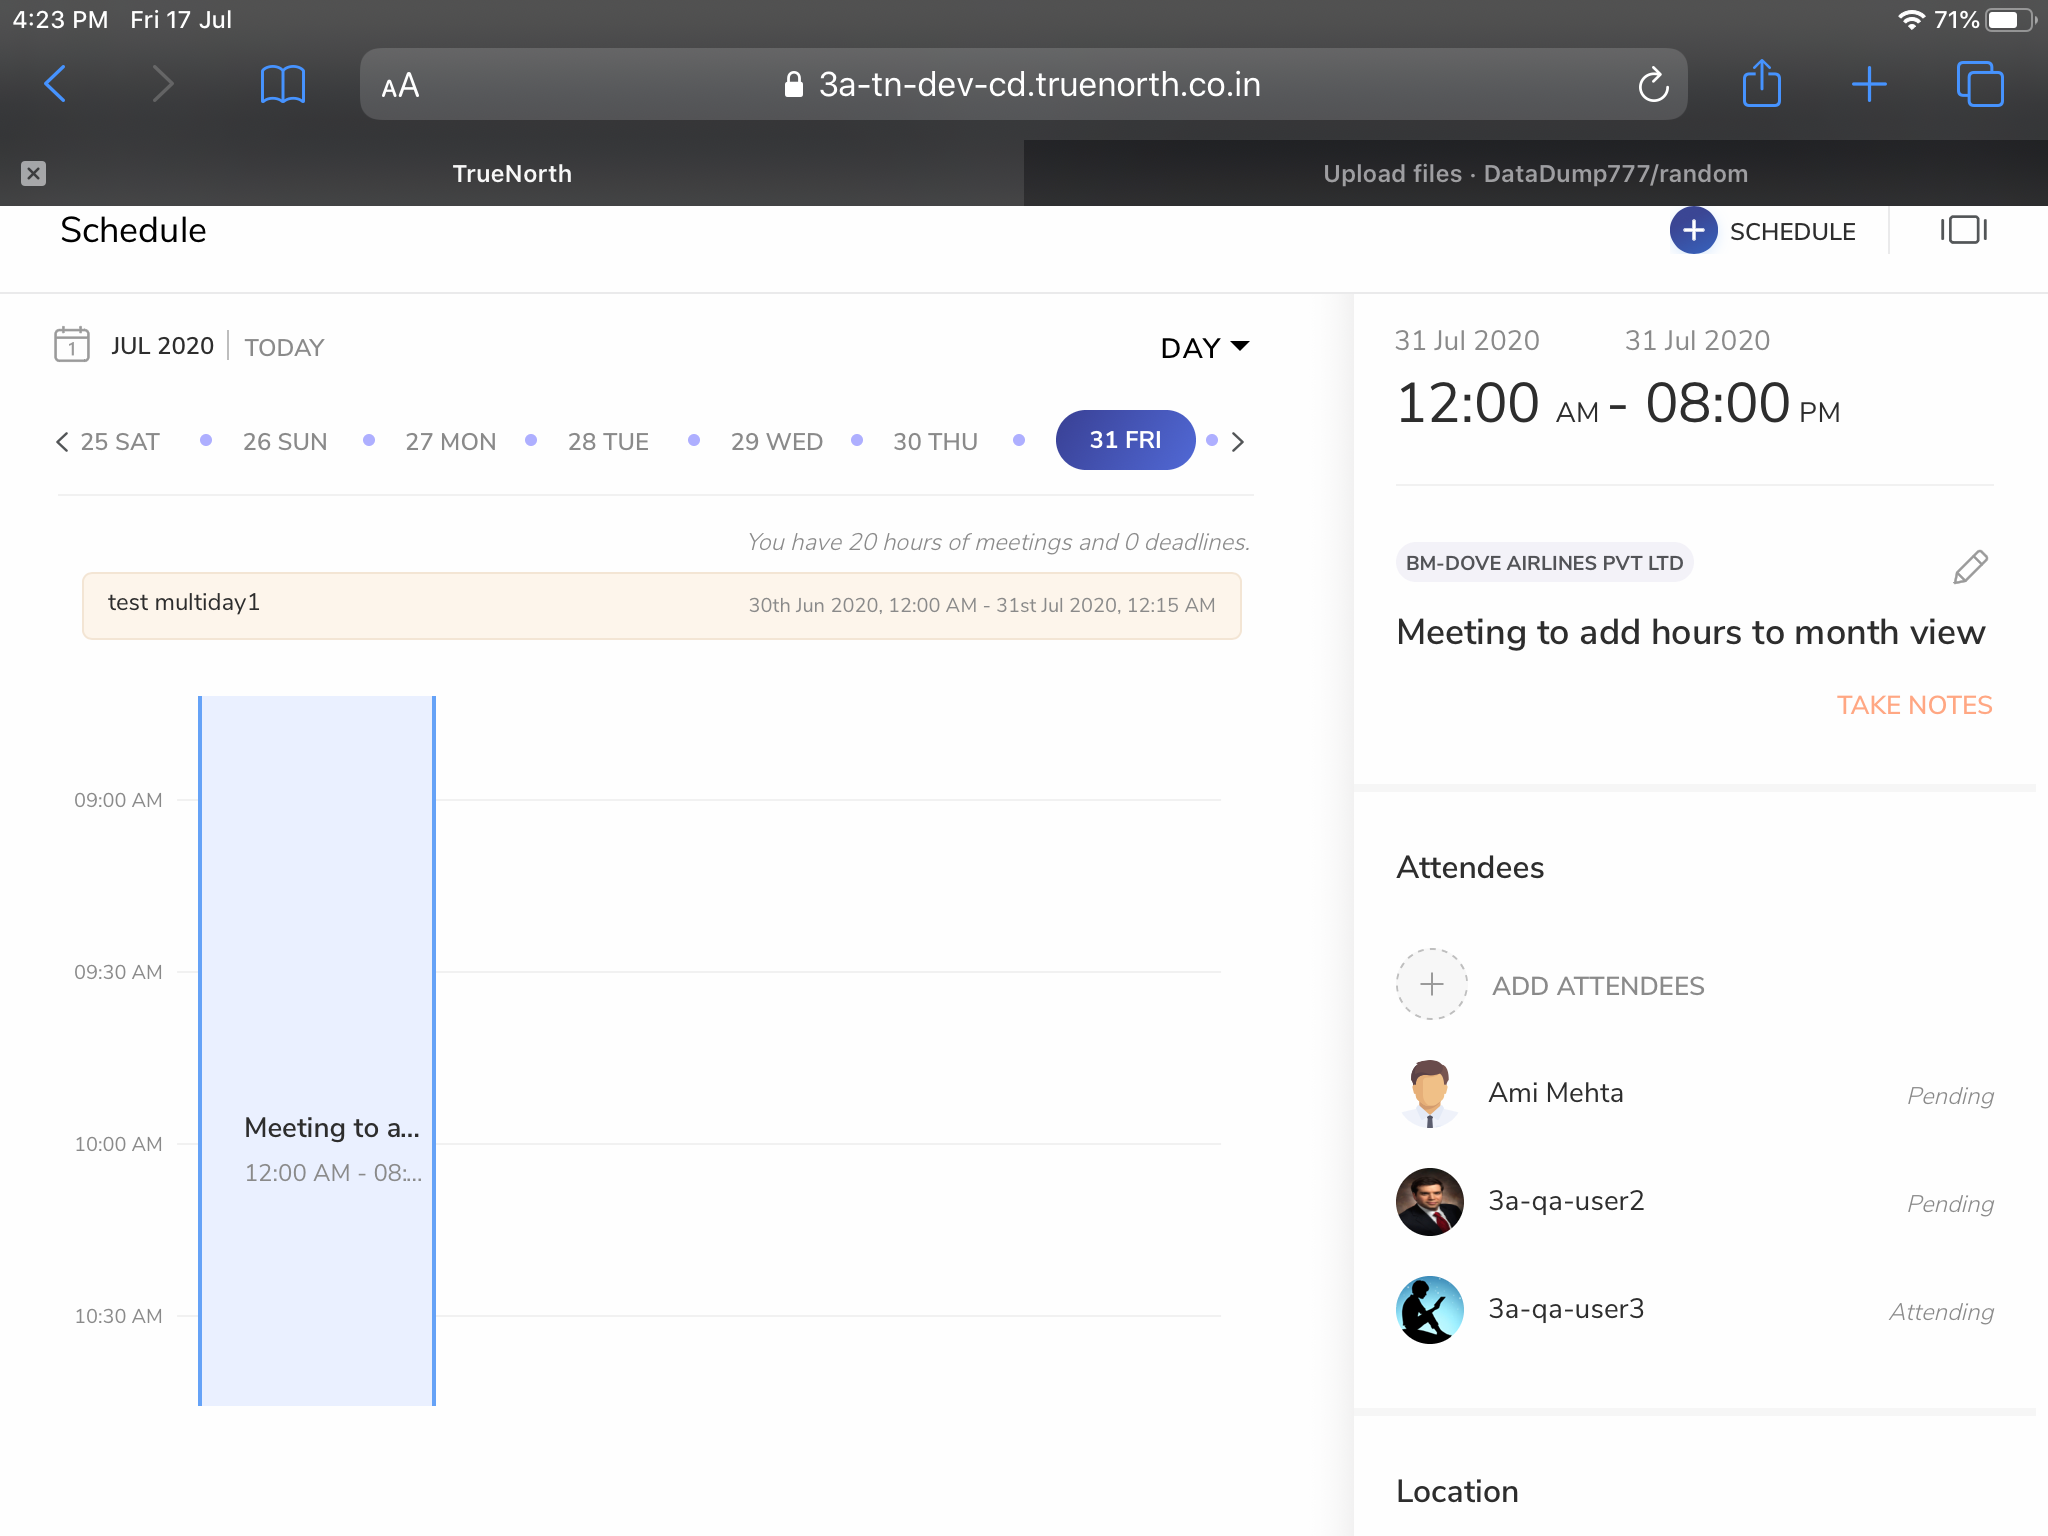 4:23 PM Fri 17 Jul
71%
AA
3a-tn-dev-cd.truenorth.co.in
TrueNorth
Upload files · DataDump777/random
Schedule
SCHEDULE
1
JUL 2020
TODAY
DAY
25 SAT
26 SUN
27 MON
28 TUE
29 WED
30 THU
31 FRI
You have 20 hours of meetings and 0 deadlines.
test multiday1
30th Jun 2020, 12:00 AM - 31st Jul 2020, 12:15 AM
09:00 AM
09:30 AM
Meeting to a...
10:00 AM
12:00 AM - 08:...
10:30 AM
31 Jul 2020
31 Jul 2020
12:00 AM - 08:00 PM
BM-DOVE AIRLINES PVT LTD
Meeting to add hours to month view
TAKE NOTES
Attendees
ADD ATTENDEES
Ami Mehta
Pending
3a-qa-user2
Pending
3a-qa-user3
Attending
Location